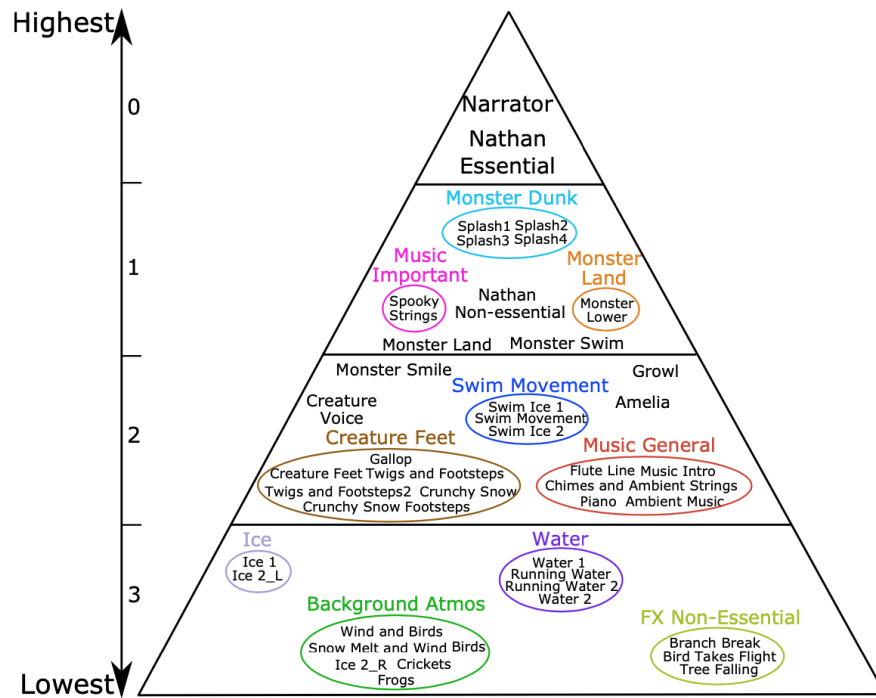 Highest
0
Narrator
Nathan
Essential
Monster Dunk
Splash1 Splash2
Splash3 Splash4
1
Music
Important
Monster
Land
Spooky
Strings
Nathan
Non-essential
Monster
Lower
Monster Land
Monster Swim
2
Monster Smile
Growl
Swim Movement
Creature
Voice
Swim Ice 1
Swim Movement
Swim Ice 2
Amelia
Creature Feet
Music General
Gallop
Creature Feet Twigs and Footsteps
Twigs and Footsteps2 Crunchy Snow
Crunchy Snow Footsteps
Flute Line Music Intro
Chimes and Ambient Strings
Piano Ambient Music
3
Ice
Ice 1
Ice 2_L
Water
Water 1
Running Water
Running Water 2
Water 2
Background Atmos
Wind and Birds
Snow Melt and Wind Birds
Ice 2_R Crickets
Frogs
FX Non-Essential
Branch Break
Bird Takes Flight
Tree Falling
Lowest